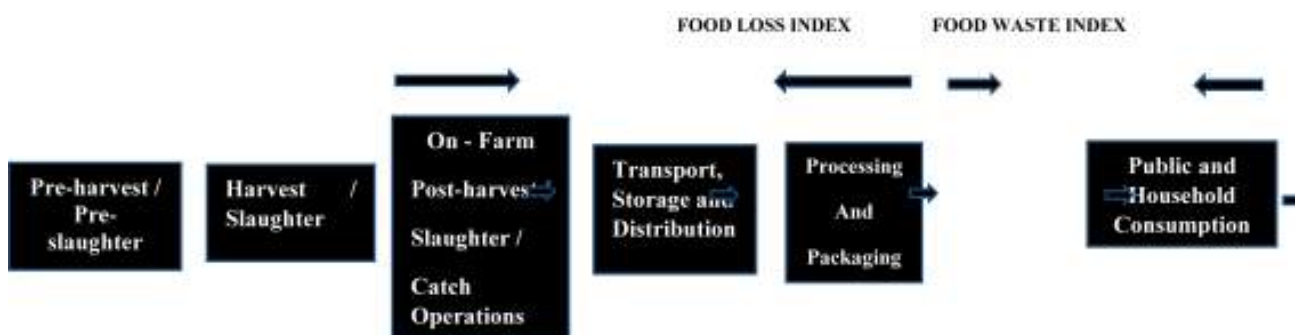 FOOD LOSS INDEX
FOOD WASTE INDEX
Pre-harvest /
Pre-
slaughter
Harvest /
Slaughter
On - Farm
Post-harvest /
Slaughter /
Catch
Operations
Transport,
Storage and
Distribution
Processing
And
Packaging
Public and
Household
Consumption